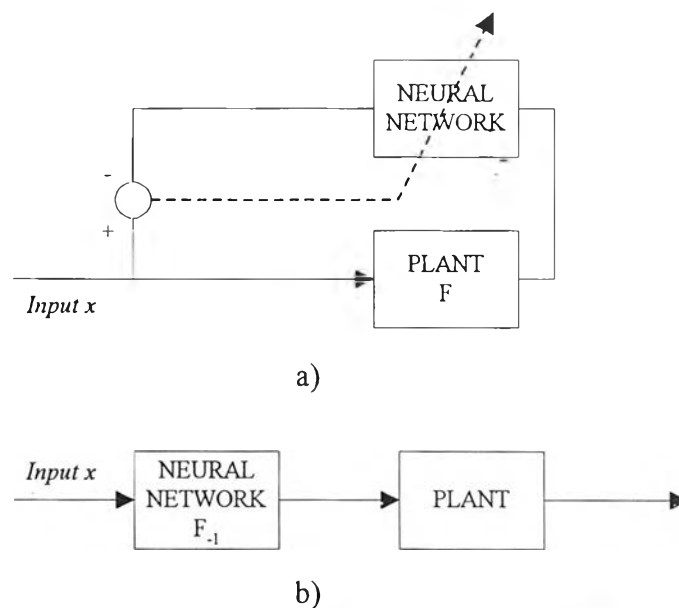 NEURAL
NETWORK
-
+
PLANT
F
Input x
a)
Input x
NEURAL
NETWORK
F-1
PLANT
b)